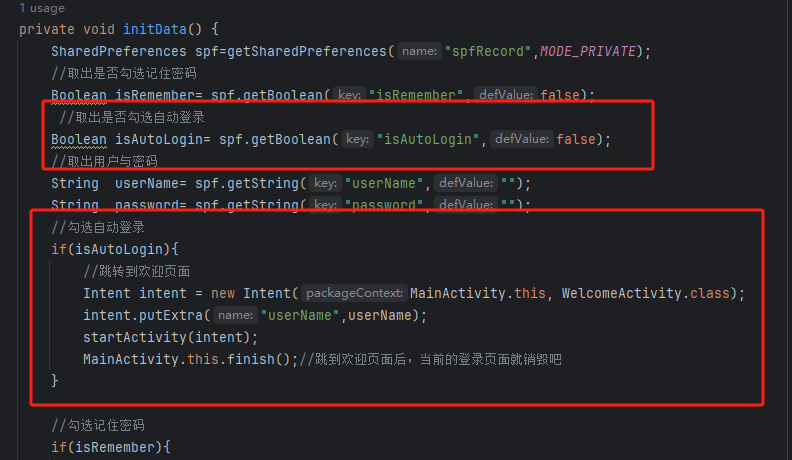 1 usage
private void initData() {
SharedPreferences spf=getSharedPreferences( name: "spfRecord",MODE_PRIVATE);
//取出是否勾选记住密码
Boolean isRemember= spf.getBoolean( key: "isRemember", defValue: false);
//取出是否勾选自动登录
Boolean isAutoLogin= spf.getBoolean( key: "isAutoLogin", defValue: false);
//取出用户与密码
String  userName= spf.getString( key: "userName", defValue: "");
String  password= spf.getString( key: "password", defValue: "");
//勾选自动登录
if(isAutoLogin){
//跳转到欢迎页面
Intent intent = new Intent( packageContext: MainActivity.this, WelcomeActivity.class);
intent.putExtra( name: "userName",userName);
startActivity(intent);
MainActivity.this.finish();//跳到欢迎页面后，当前的登录页面就销毁吧
}
//勾选记住密码
if(isRemember){